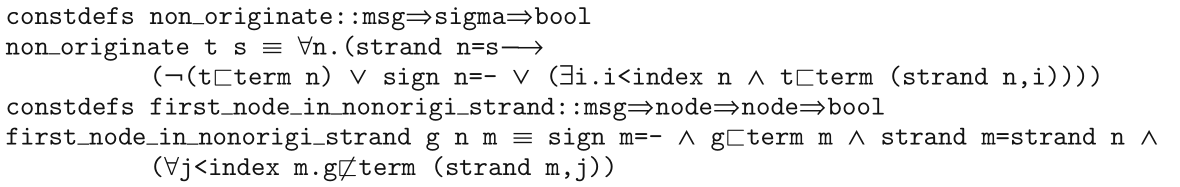 constdefs non_originate::msg⇒sigma⇒bool
non_originate t s ≡ ∀n.(strand n=s⟶
(¬(t⊏term n) ∨ sign n=- ∨ (∃i.i<index n ∧ t⊏term (strand n,i))))
constdefs first_node_in_nonorigi_strand::msg⇒node⇒node⇒bool
first_node_in_nonorigi_strand g n m ≡ sign m=- ∧ g⊏term m ∧ strand m=strand n ∧
(∀j<index m.g⊏̸term (strand m,j))